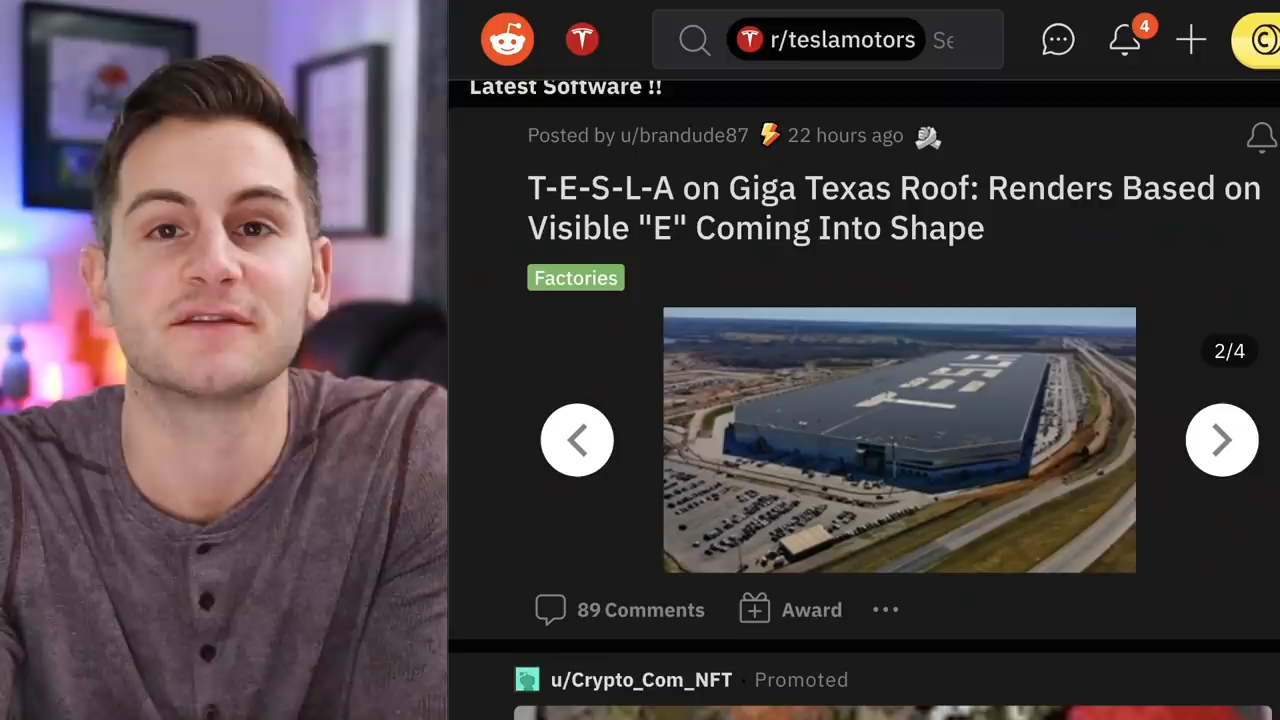 r/teslamotors Se
4
Latest Software !!
Posted by u/brandude87 22 hours ago
T-E-S-L-A on Giga Texas Roof: Renders Based on
Visible "E" Coming Into Shape
Factories
2/4
TESLA
89 Comments
Award
u/Crypto_Com_NFT · Promoted